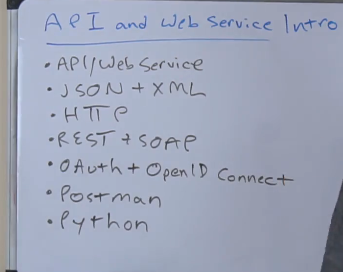 API and Web Service Intro
• API/Web Service
• JSON + XML
• HTTP
• REST + SOAP
• OAuth + OpenID Connect
• Postman
• Python